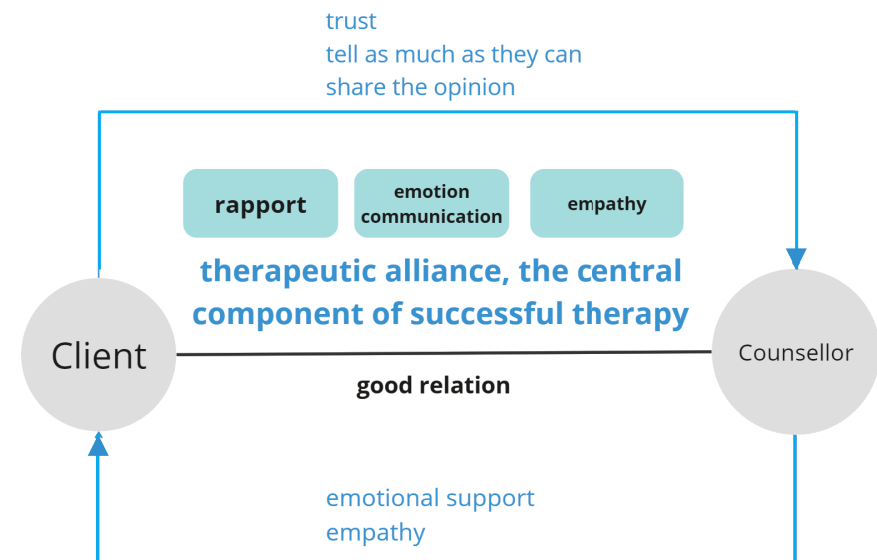 trust
tell as much as they can
share the opinion
rapport
emotion
communication
empathy
therapeutic alliance, the central
component of successful therapy
Client
Counsellor
good relation
emotional support
empathy